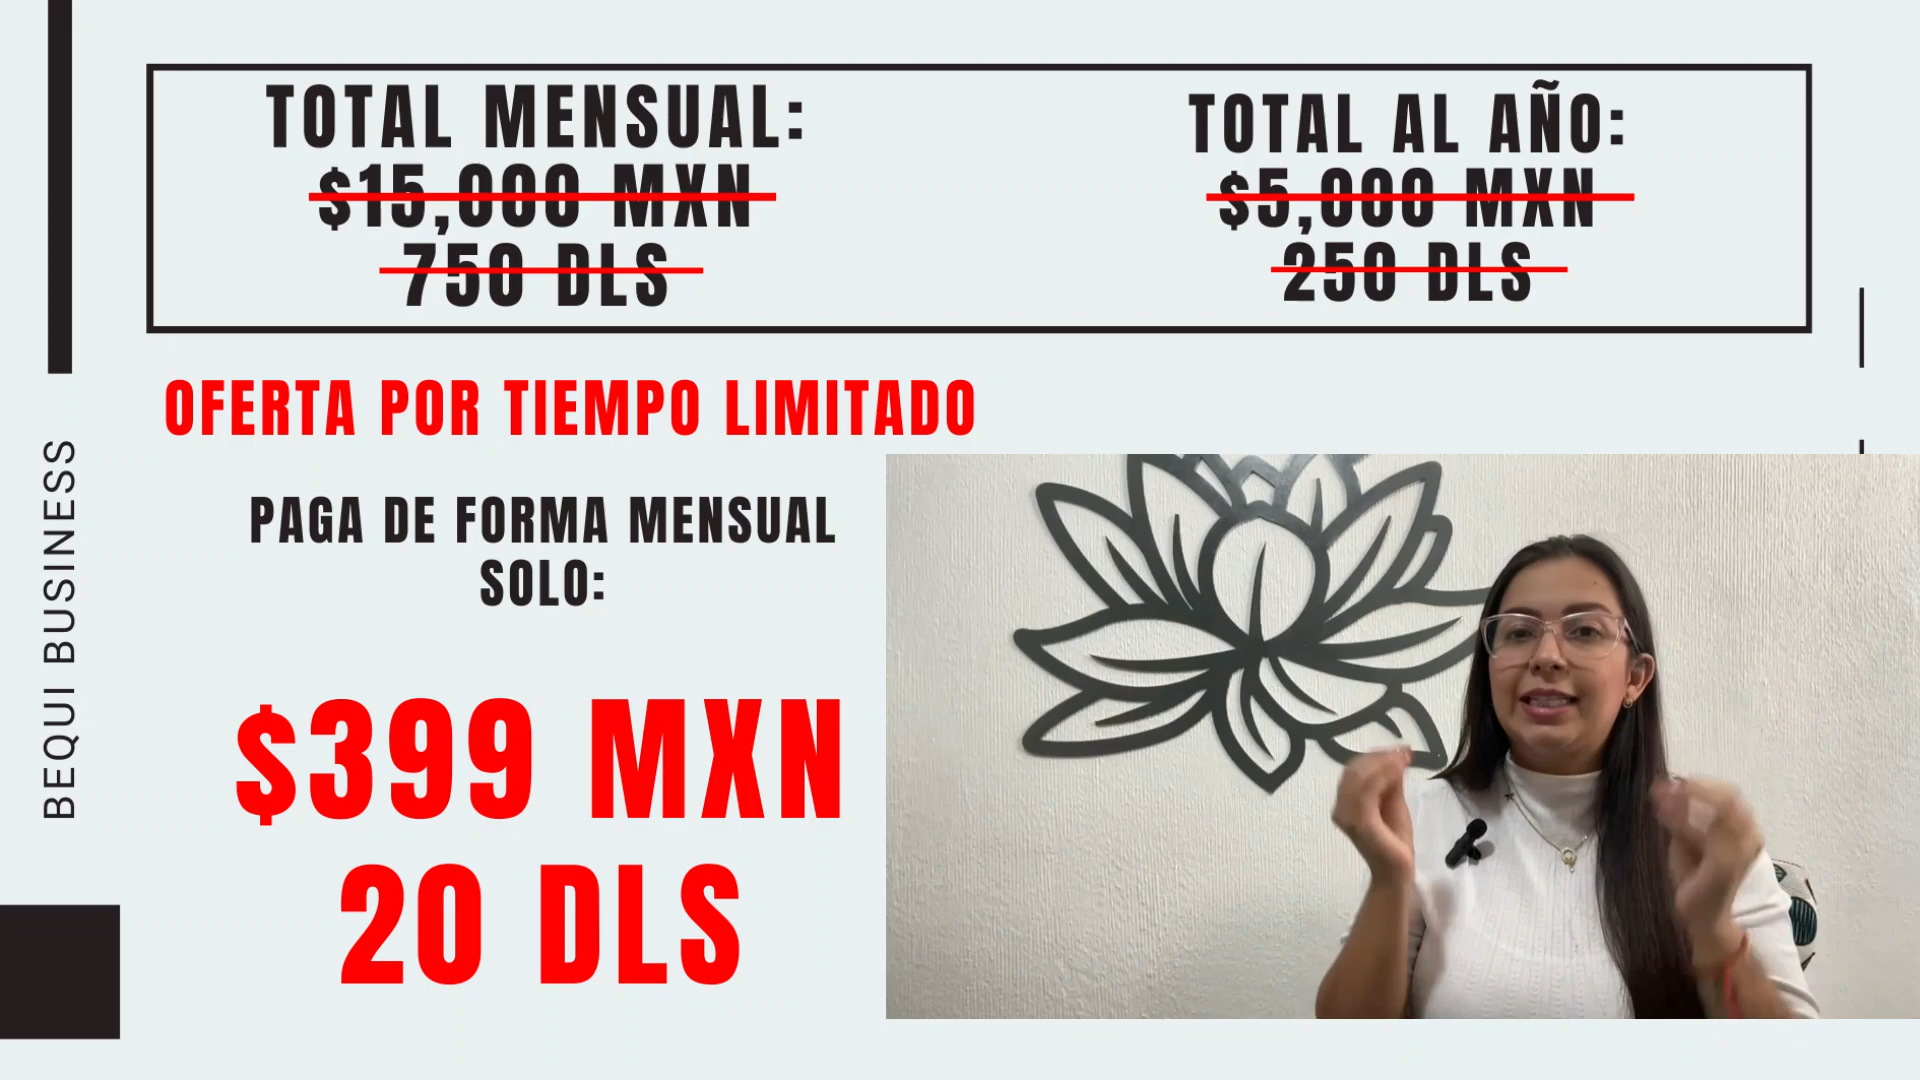 TOTAL MENSUAL:
$15,000 MXN
750 DLS
TOTAL AL AÑO:
$5,000 MXN
250 DLS
OFERTA POR TIEMPO LIMITADO
PAGA DE FORMA MENSUAL
SOLO:
$399 MXN
20 DLS
BEQUI BUSINESS